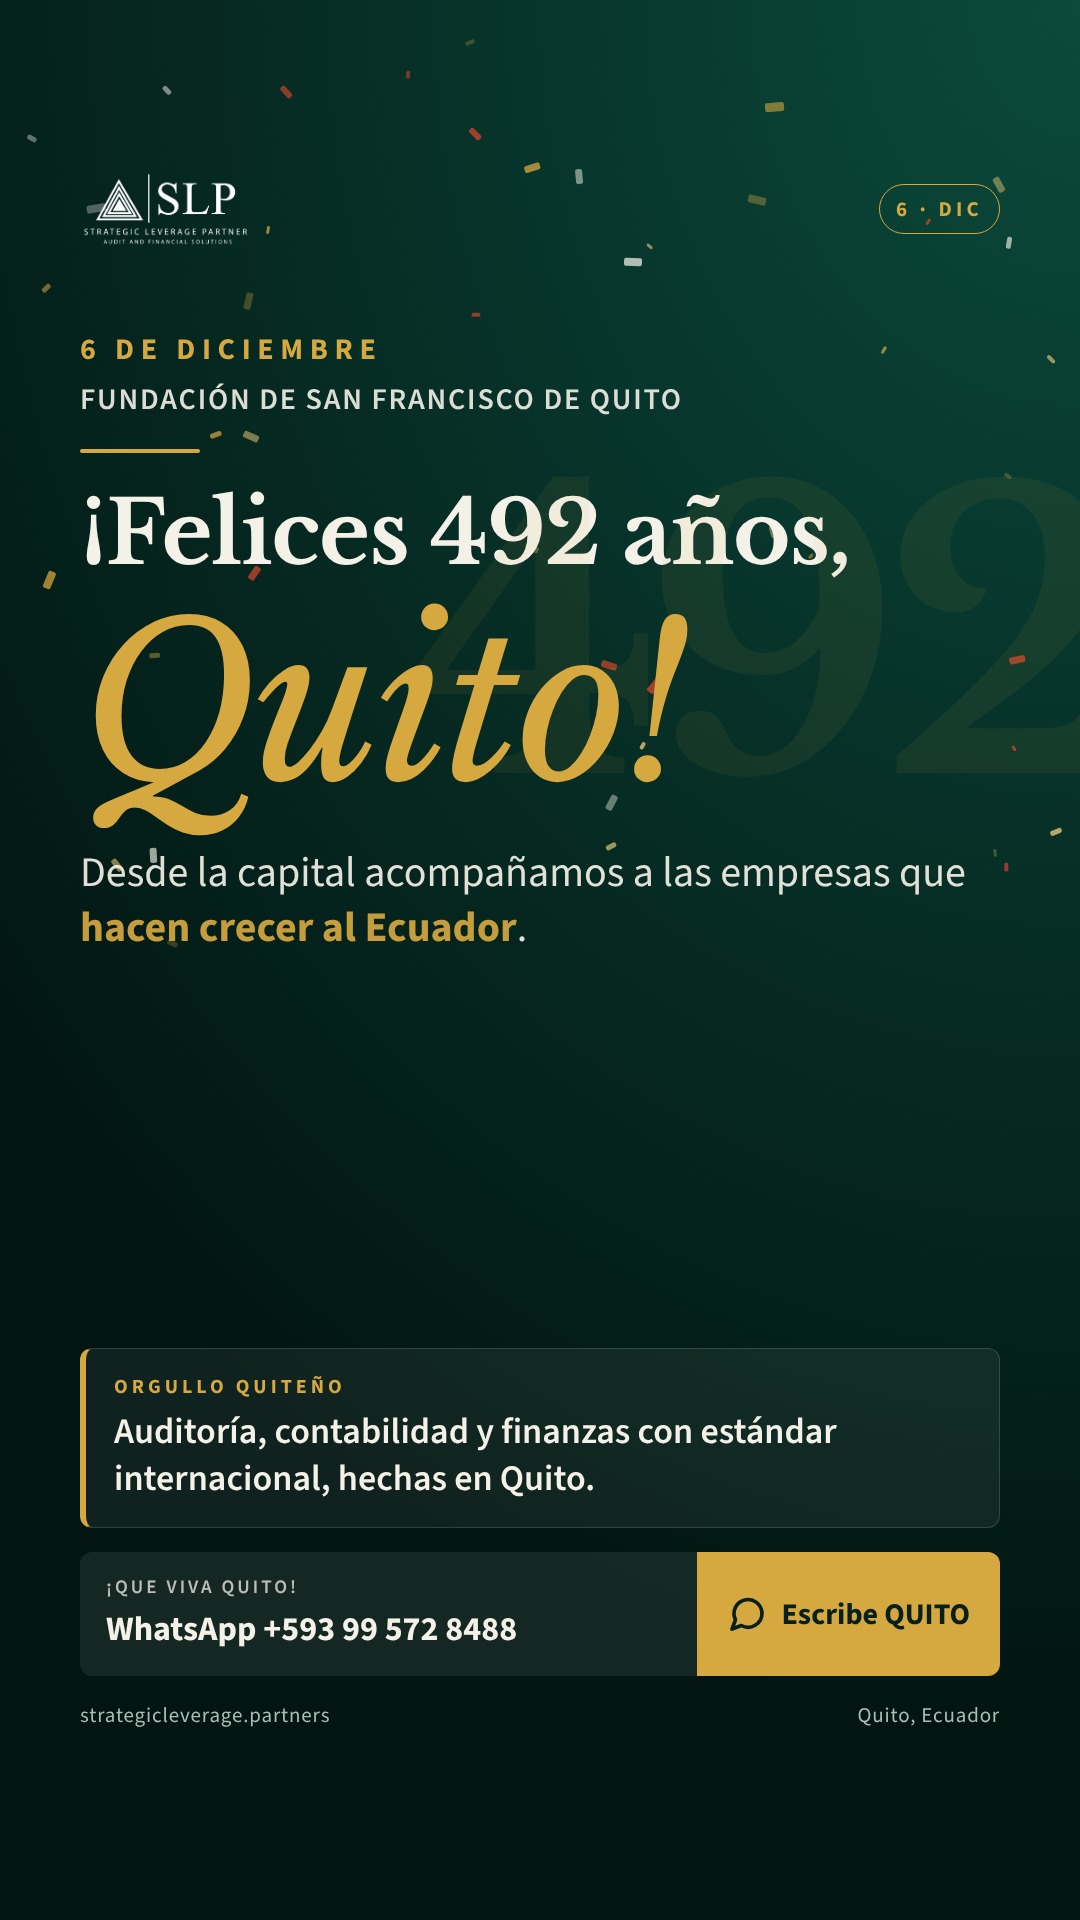 SLP
STRATEGIC LEVERAGE PARTNER
AUDIT AND FINANCIAL SOLUTIONS
6 · DIC
6 DE DICIEMBRE
FUNDACIÓN DE SAN FRANCISCO DE QUITO
492
¡Felices 492 años,
Quito!
Desde la capital acompañamos a las empresas que
hacen crecer al Ecuador.
ORGULLO QUITEÑO
Auditoría, contabilidad y finanzas con estándar
internacional, hechas en Quito.
¡QUE VIVA QUITO!
WhatsApp +593 99 572 8488
Escribe QUITO
strategicleverage.partners
Quito, Ecuador